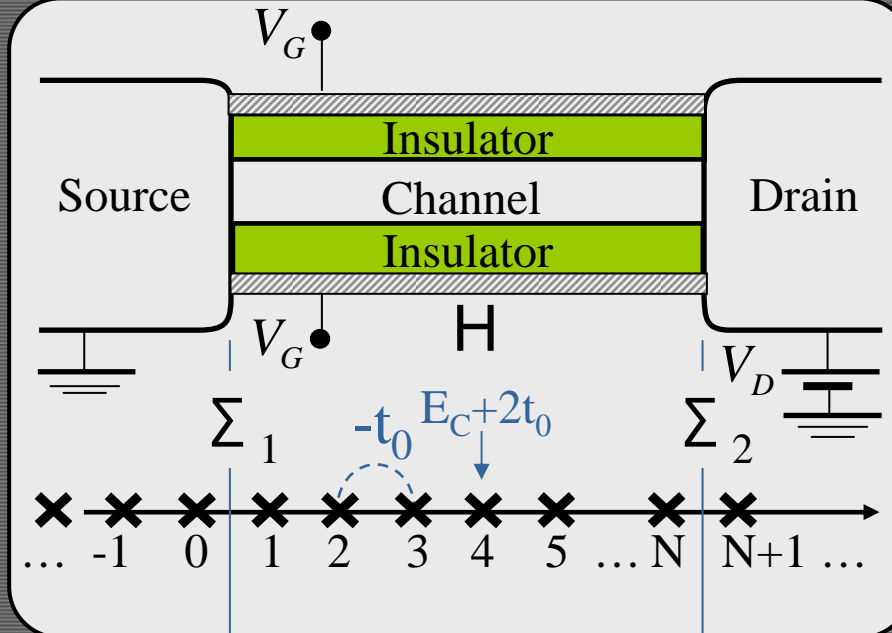 V_G
Insulator
Source Channel Drain
Insulator
V_G H V_D
Σ_1 -t_0 E_C+2t_0 Σ_2
... -1 0 1 2 3 4 5 ... N N+1 ...